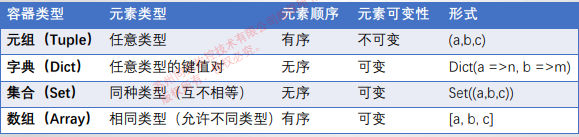 容器类型 元素类型 元素顺序 元素可变性 形式
元组（Tuple） 任意类型 有序 不可变 (a,b,c)
字典（Dict） 任意类型的键值对 无序 可变 Dict(a =>n, b =>m)
集合（Set） 同种类型（互不相等） 无序 可变 Set((a,b,c))
数组（Array） 相同类型（允许不同类型） 有序 可变 [a, b, c]